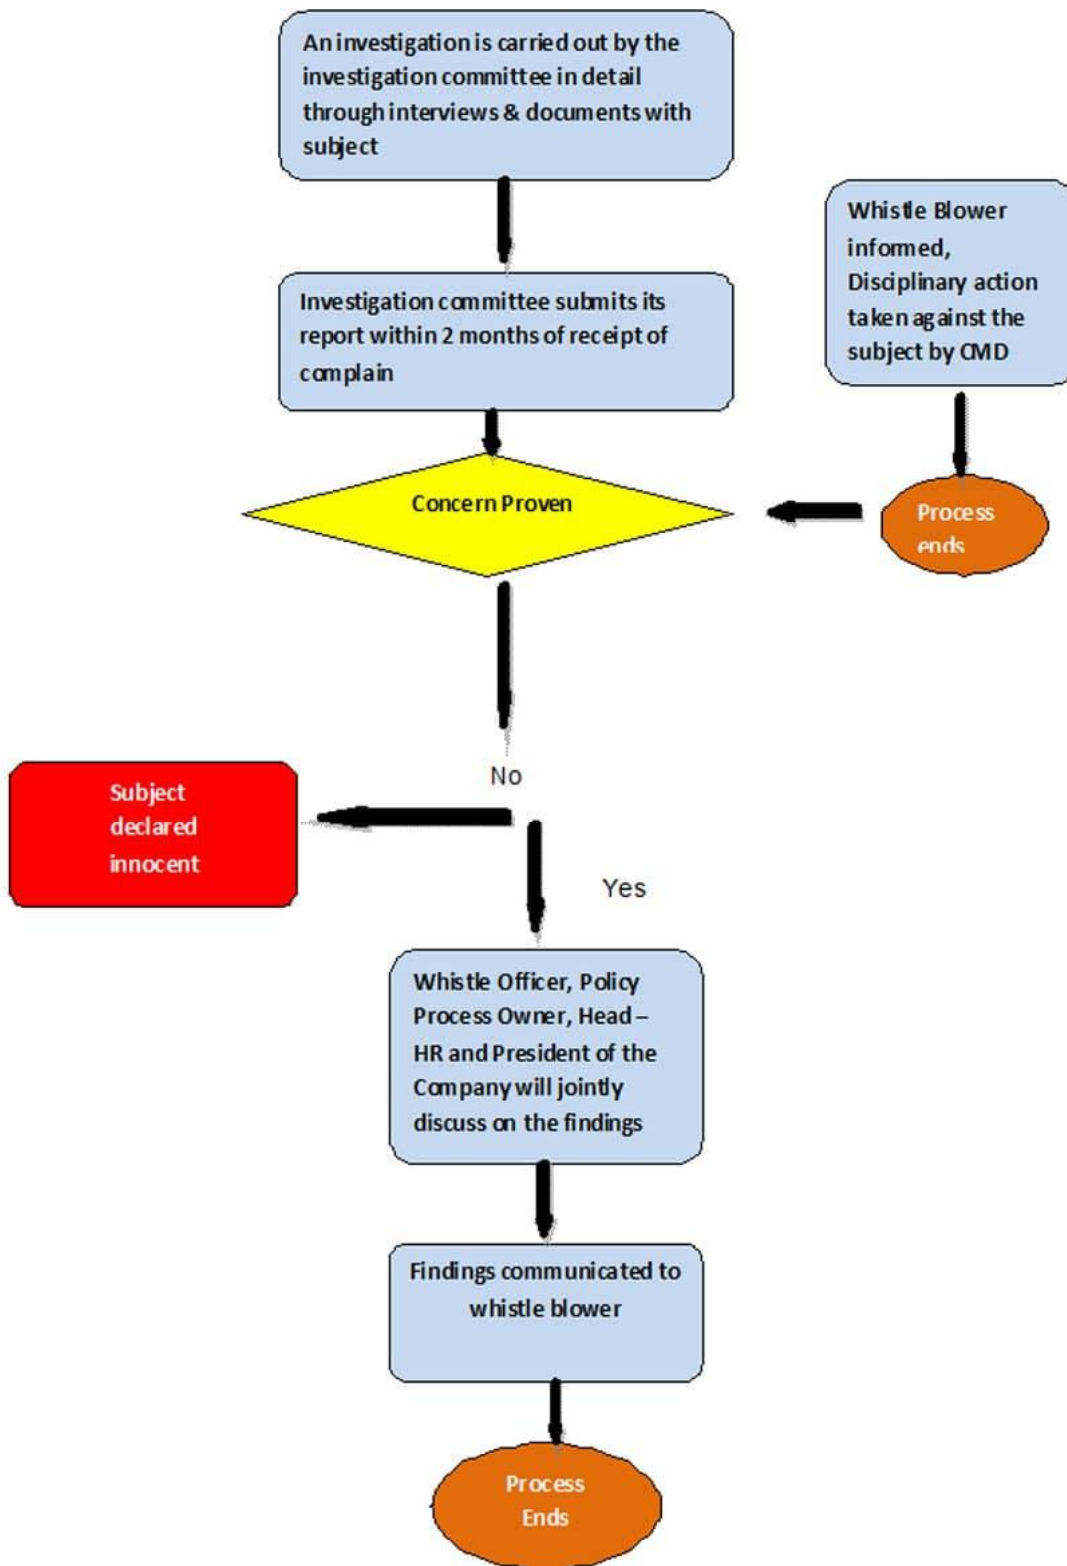 An investigation is carried out by the
investigation committee in detail
through interviews & documents with
subject
Whistle Blower
informed,
Disciplinary action
taken against the
subject by CMD
Investigation committee submits its
report within 2 months of receipt of
complain
Concern Proven
Process
ends
No
Subject
declared
innocent
Yes
Whistle Officer, Policy
Process Owner, Head –
HR and President of the
Company will jointly
discuss on the findings
Findings communicated to
whistle blower
Process
Ends